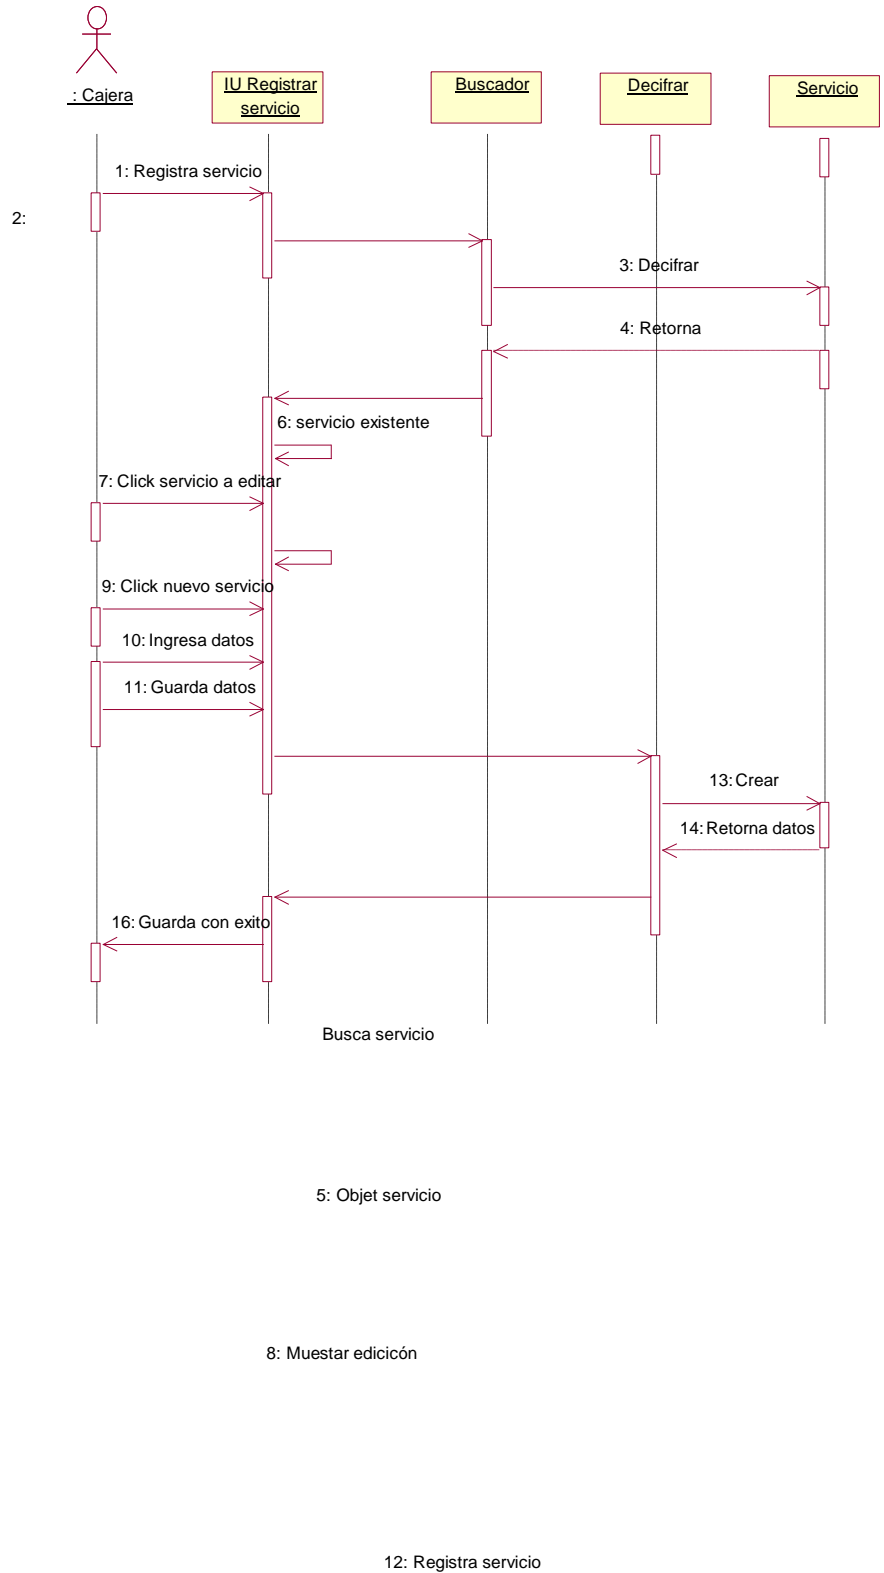 : Cajera
IU Registrar
servicio
Buscador
Decifrar
Servicio
1: Registra servicio
2:
3: Decifrar
4: Retorna
6: servicio existente
7: Click servicio a editar
9: Click nuevo servicio
10: Ingresa datos
11: Guarda datos
13: Crear
14: Retorna datos
16: Guarda con exito
Busca servicio
5: Objet servicio
8: Muestar edicicón
12: Registra servicio